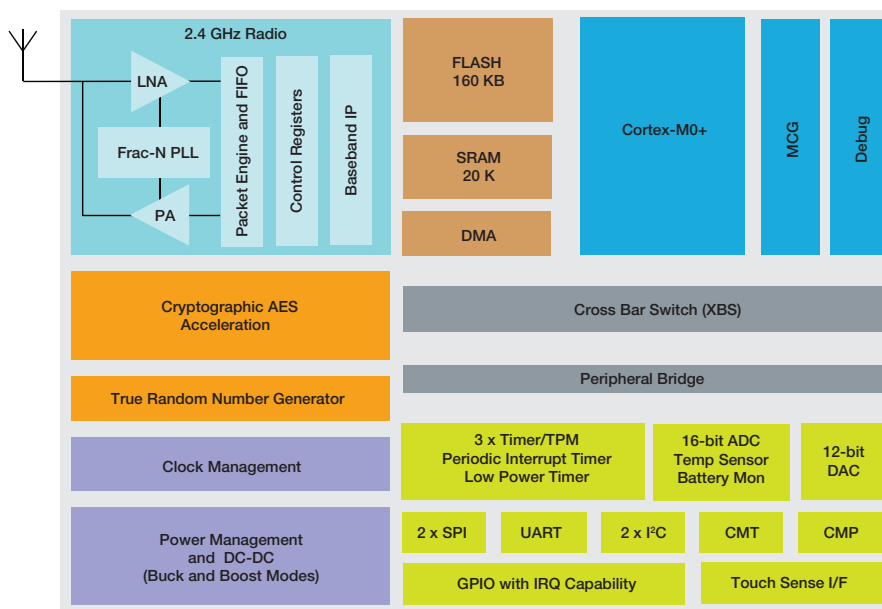 2.4 GHz Radio
LNA
Frac-N PLL
PA
Packet Engine and FIFO
Control Registers
Baseband IP
FLASH
160 KB
SRAM
20 K
DMA
Cortex-M0+
MCG
Debug
Cryptographic AES
Acceleration
True Random Number Generator
Clock Management
Power Management
and DC-DC
(Buck and Boost Modes)
Cross Bar Switch (XBS)
Peripheral Bridge
3 x Timer/TPM
Periodic Interrupt Timer
Low Power Timer
16-bit ADC
Temp Sensor
Battery Mon
12-bit
DAC
2 x SPI
UART
2 x I²C
CMT
CMP
GPIO with IRQ Capability
Touch Sense I/F